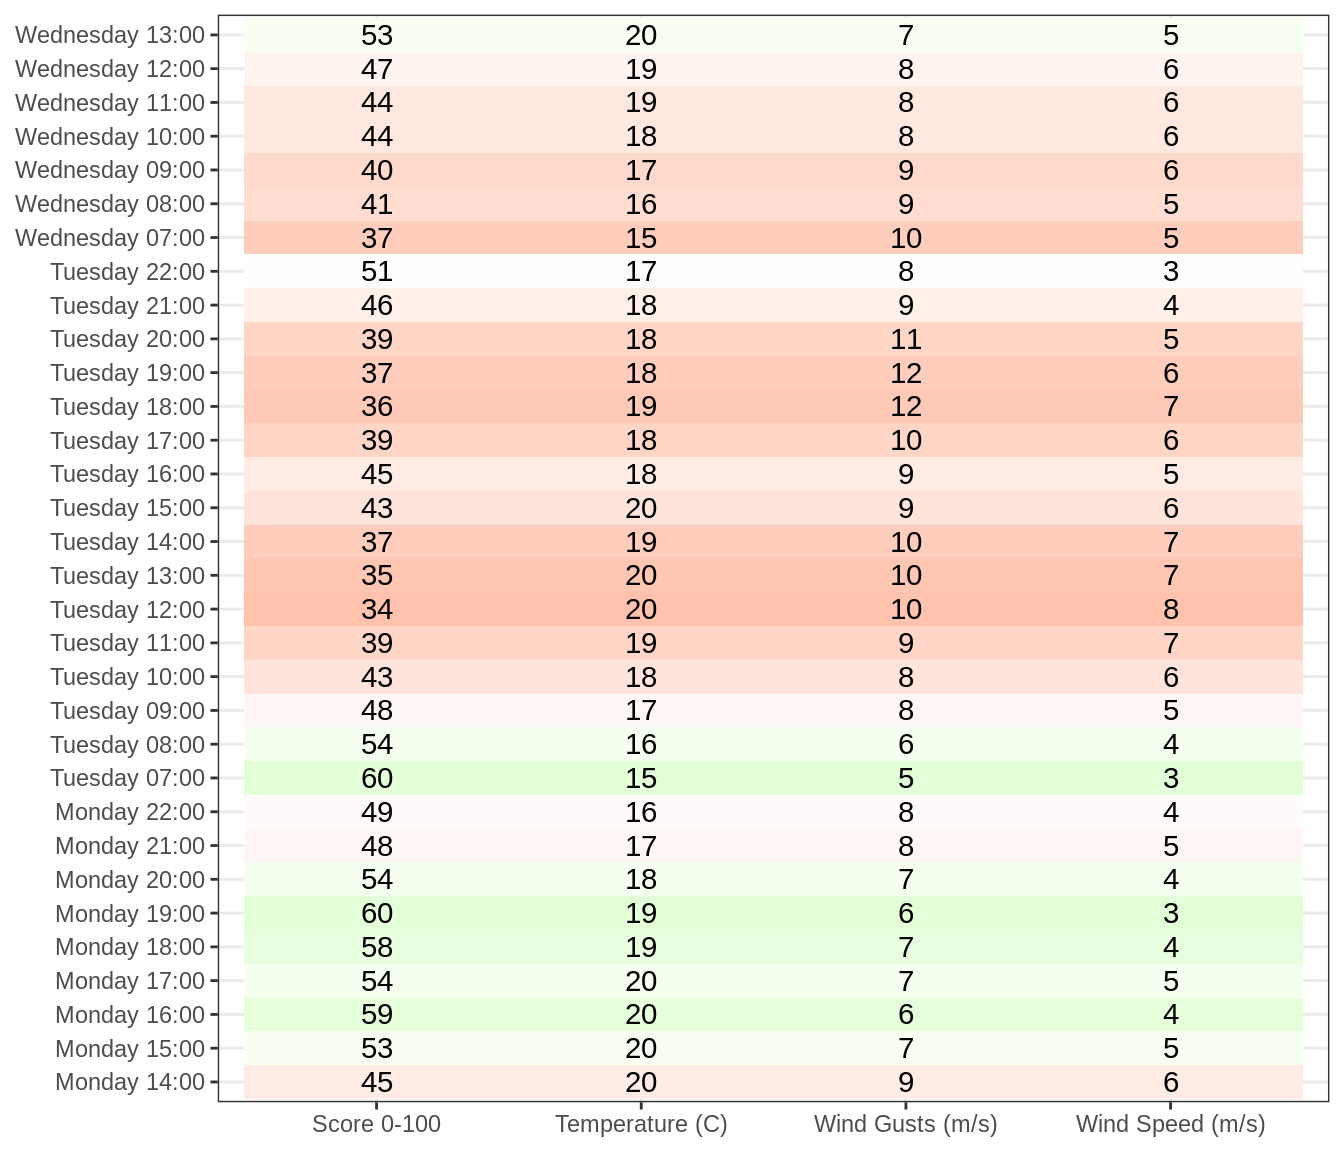 Wednesday 13:00 53 20 7 5
Wednesday 12:00 47 19 8 6
Wednesday 11:00 44 19 8 6
Wednesday 10:00 44 18 8 6
Wednesday 09:00 40 17 9 6
Wednesday 08:00 41 16 9 5
Wednesday 07:00 37 15 10 5
Tuesday 22:00 51 17 8 3
Tuesday 21:00 46 18 9 4
Tuesday 20:00 39 18 11 5
Tuesday 19:00 37 18 12 6
Tuesday 18:00 36 19 12 7
Tuesday 17:00 39 18 10 6
Tuesday 16:00 45 18 9 5
Tuesday 15:00 43 20 9 6
Tuesday 14:00 37 19 10 7
Tuesday 13:00 35 20 10 7
Tuesday 12:00 34 20 10 8
Tuesday 11:00 39 19 9 7
Tuesday 10:00 43 18 8 6
Tuesday 09:00 48 17 8 5
Tuesday 08:00 54 16 6 4
Tuesday 07:00 60 15 5 3
Monday 22:00 49 16 8 4
Monday 21:00 48 17 8 5
Monday 20:00 54 18 7 4
Monday 19:00 60 19 6 3
Monday 18:00 58 19 7 4
Monday 17:00 54 20 7 5
Monday 16:00 59 20 6 4
Monday 15:00 53 20 7 5
Monday 14:00 45 20 9 6
Score 0-100 Temperature (C) Wind Gusts (m/s) Wind Speed (m/s)